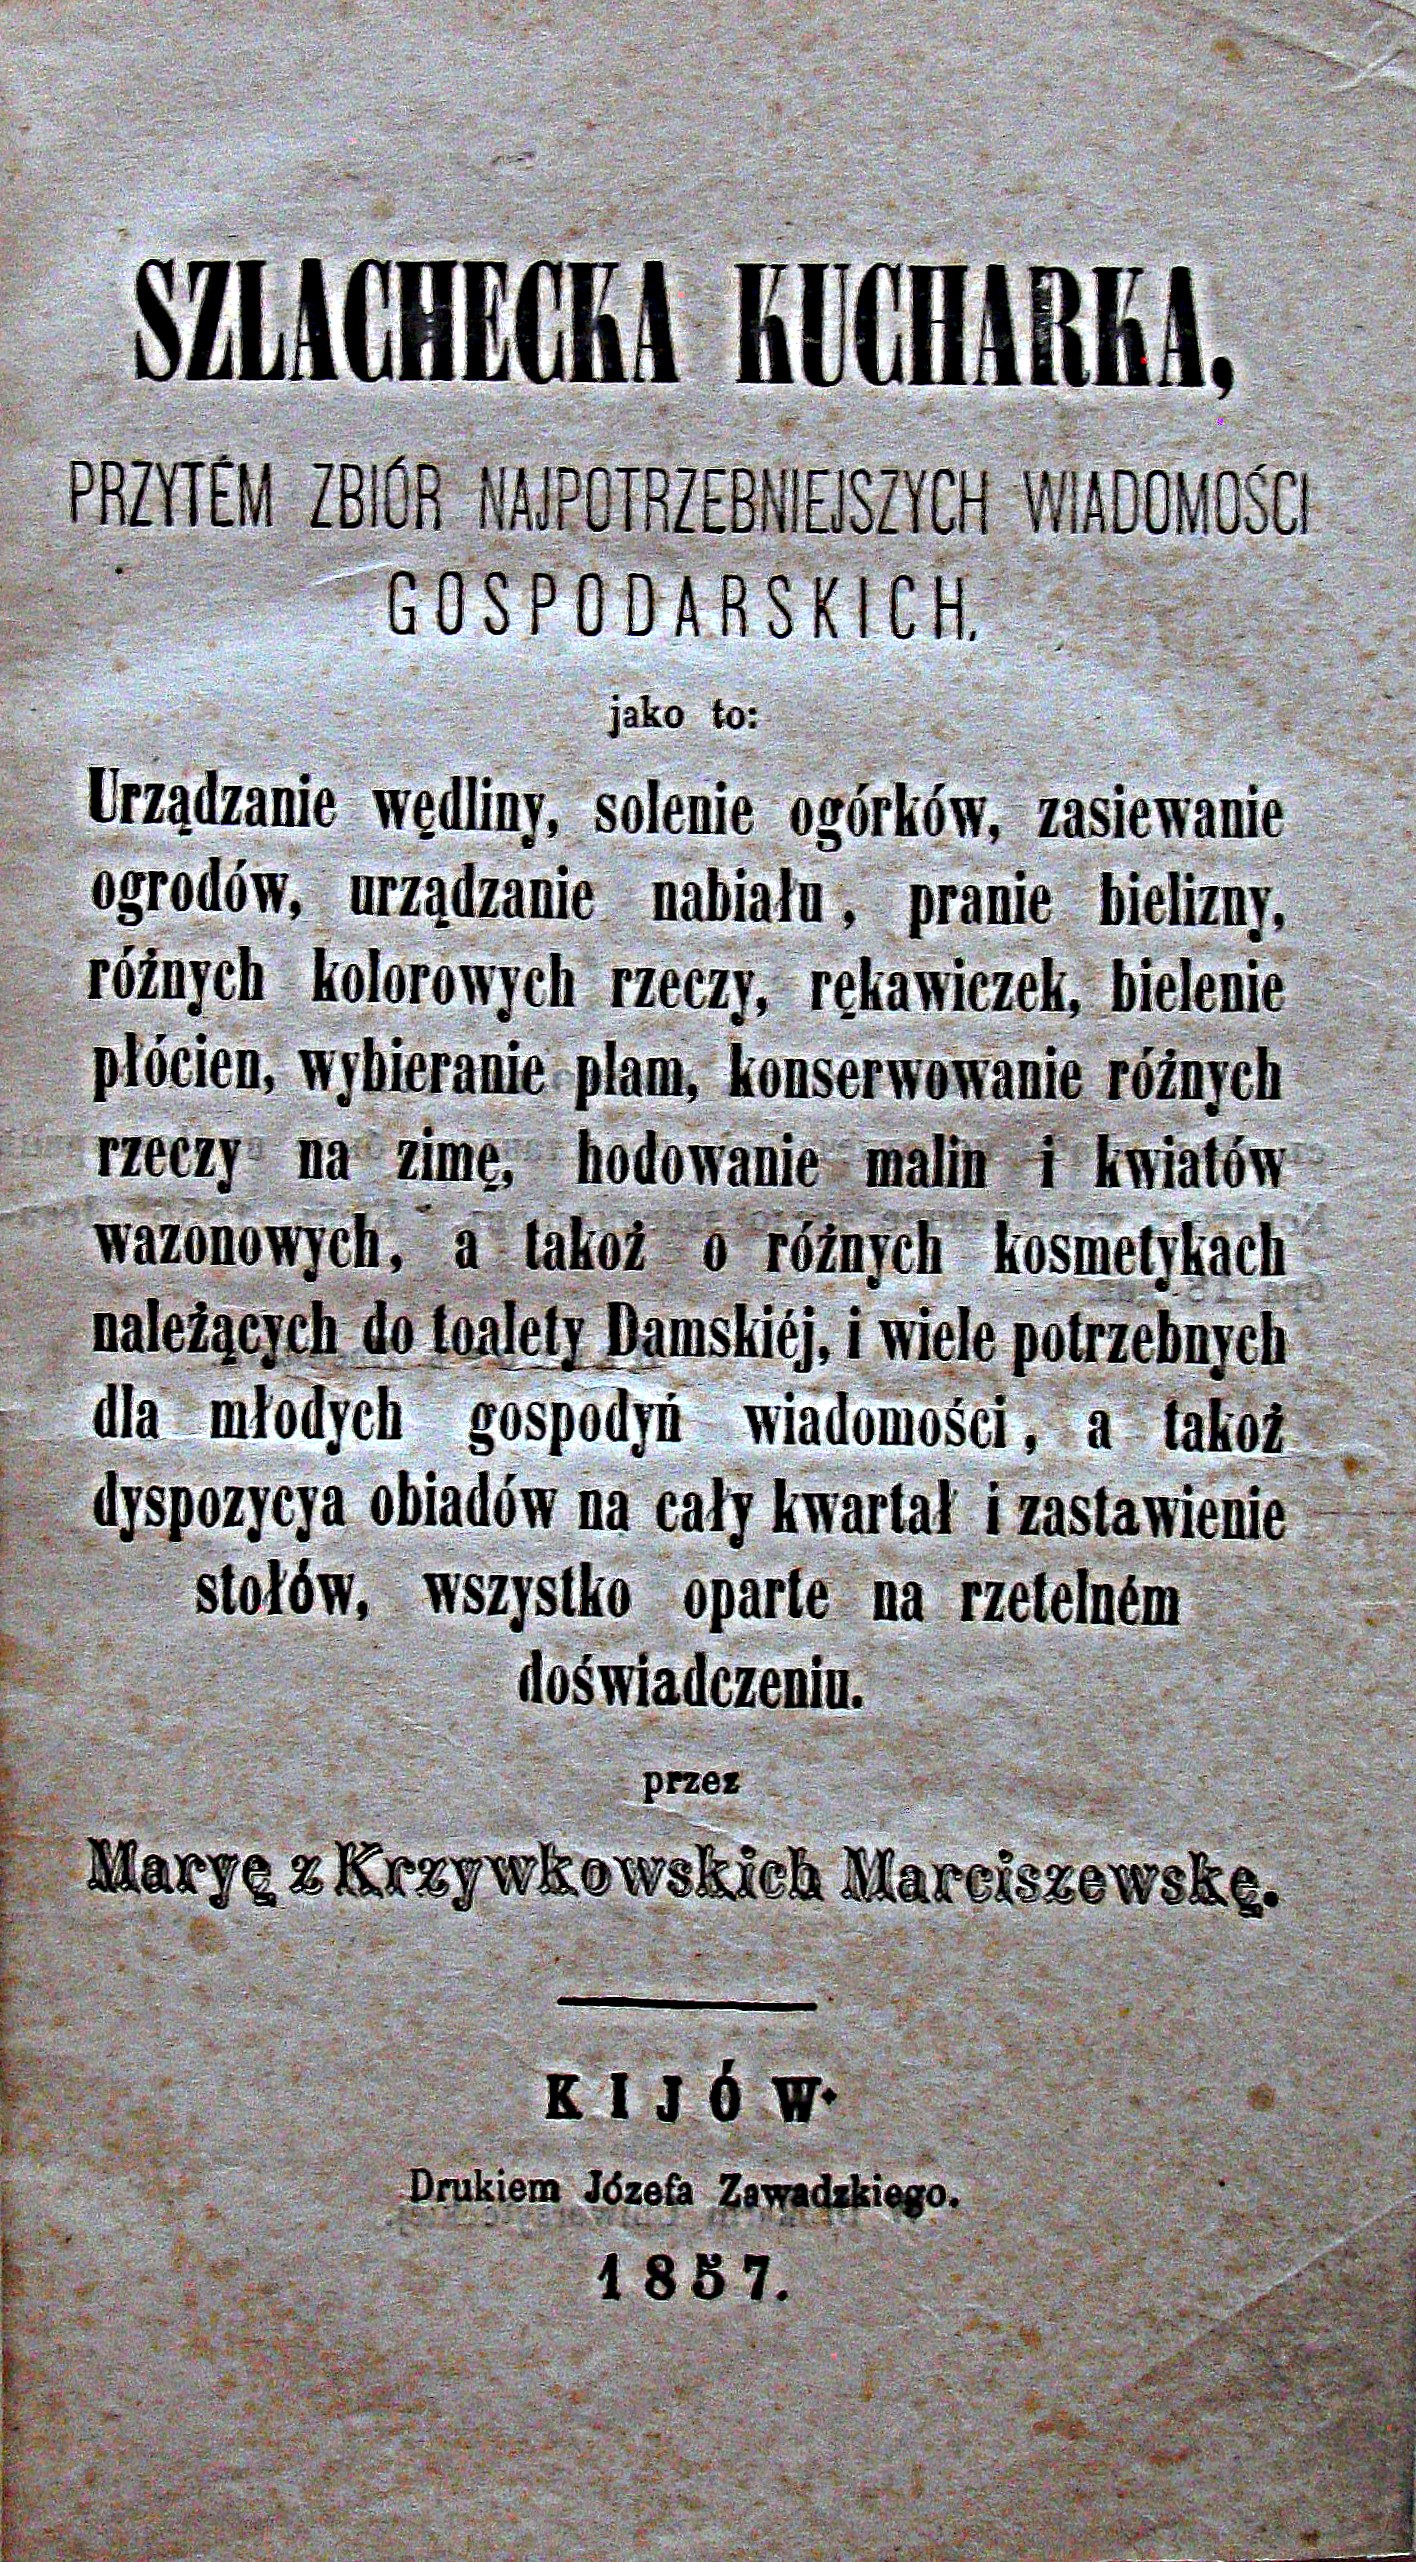 SZLACHECKA KUCHARKA,
PRZYTÉM ZBIÓR NAJPOTRZEBNIEJSZYCH WIADOMOŚCI
GOSPODARSKICH.
jako to:
Urządzanie wędliny, solenie ogórków, zasiewanie
ogrodów, urządzanie nabiału, pranie bielizny,
różnych kolorowych rzeczy, rękawiczek, bielenie
płócien, wybieranie plam, konserwowanie różnych
rzeczy na zimę, hodowanie malin i kwiatów
wazonowych, a takoż o różnych kosmetykach
należących do toalety Damskiéj, i wiele potrzebnych
dla młodych gospodyń wiadomości, a takoż
dyspozycya obiadów na cały kwartał i zastawienie
stołów, wszystko oparte na rzetelném
doświadczeniu.
przez
Maryę z Krzywkowskich Marciszewskę.
KIJÓW.
Drukiem Józefa Zawadzkiego.
1857.